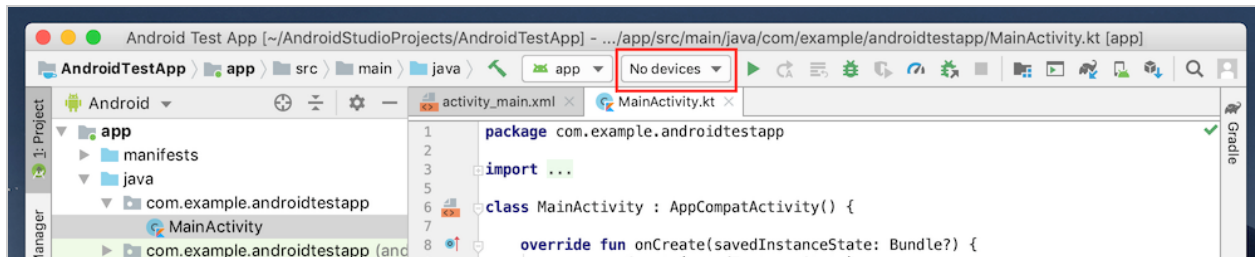 Android Test App [~/AndroidStudioProjects/AndroidTestApp] - .../app/src/main/java/com/example/androidtestapp/MainActivity.kt [app]
AndroidTestApp app src main java app No devices
1: Project
Android
activity_main.xml MainActivity.kt
Gradle
app
manifests
java
com.example.androidtestapp
MainActivity
com.example.androidtestapp (and
1 package com.example.androidtestapp
2
3 import ...
5
6 class MainActivity : AppCompatActivity() {
7
8 override fun onCreate(savedInstanceState: Bundle?) {